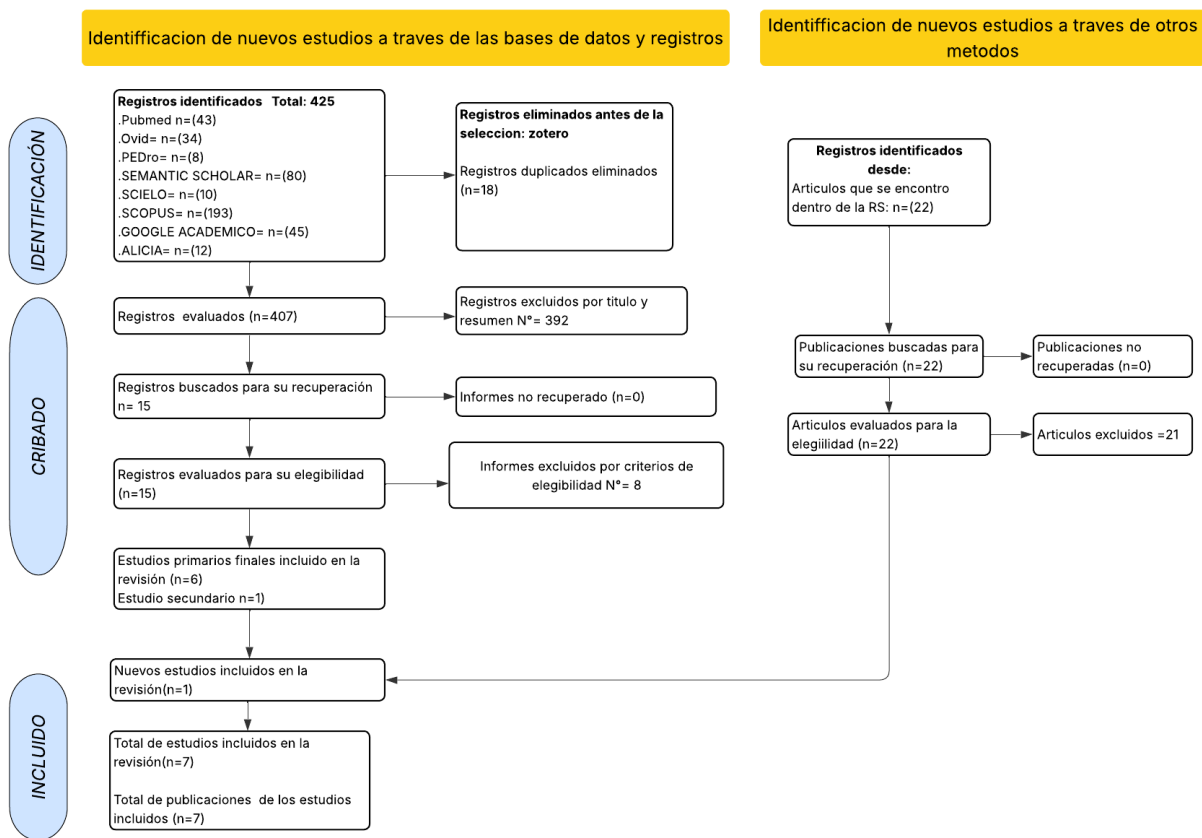 Identifficacion de nuevos estudios a traves de las bases de datos y registros
Identifficacion de nuevos estudios a traves de otros
metodos
IDENTIFICACIÓN
Registros identificados Total: 425
.Pubmed n=(43)
.Ovid= n=(34)
.PEDro= n=(8)
.SEMANTIC SCHOLAR= n=(80)
.SCIELO= n=(10)
.SCOPUS= n=(193)
.GOOGLE ACADEMICO= n=(45)
.ALICIA= n=(12)
Registros eliminados antes de la
seleccion: zotero
Registros duplicados eliminados
(n=18)
Registros identificados
desde:
Articulos que se encontro
dentro de la RS: n=(22)
CRIBADO
Registros evaluados (n=407)
Registros excluidos por titulo y
resumen N°= 392
Publicaciones buscadas para
su recuperación (n=22)
Publicaciones no
recuperadas (n=0)
Registros buscados para su recuperación
n= 15
Informes no recuperado (n=0)
Articulos evaluados para la
elegiilidad (n=22)
Articulos excluidos =21
Registros evaluados para su elegibilidad
(n=15)
Informes excluidos por criterios de
elegibilidad N°= 8
Estudios primarios finales incluido en la
revisión (n=6)
Estudio secundario n=1)
INCLUIDO
Nuevos estudios incluidos en la
revisión(n=1)
Total de estudios incluidos en la
revisión(n=7)
Total de publicaciones de los estudios
incluidos (n=7)